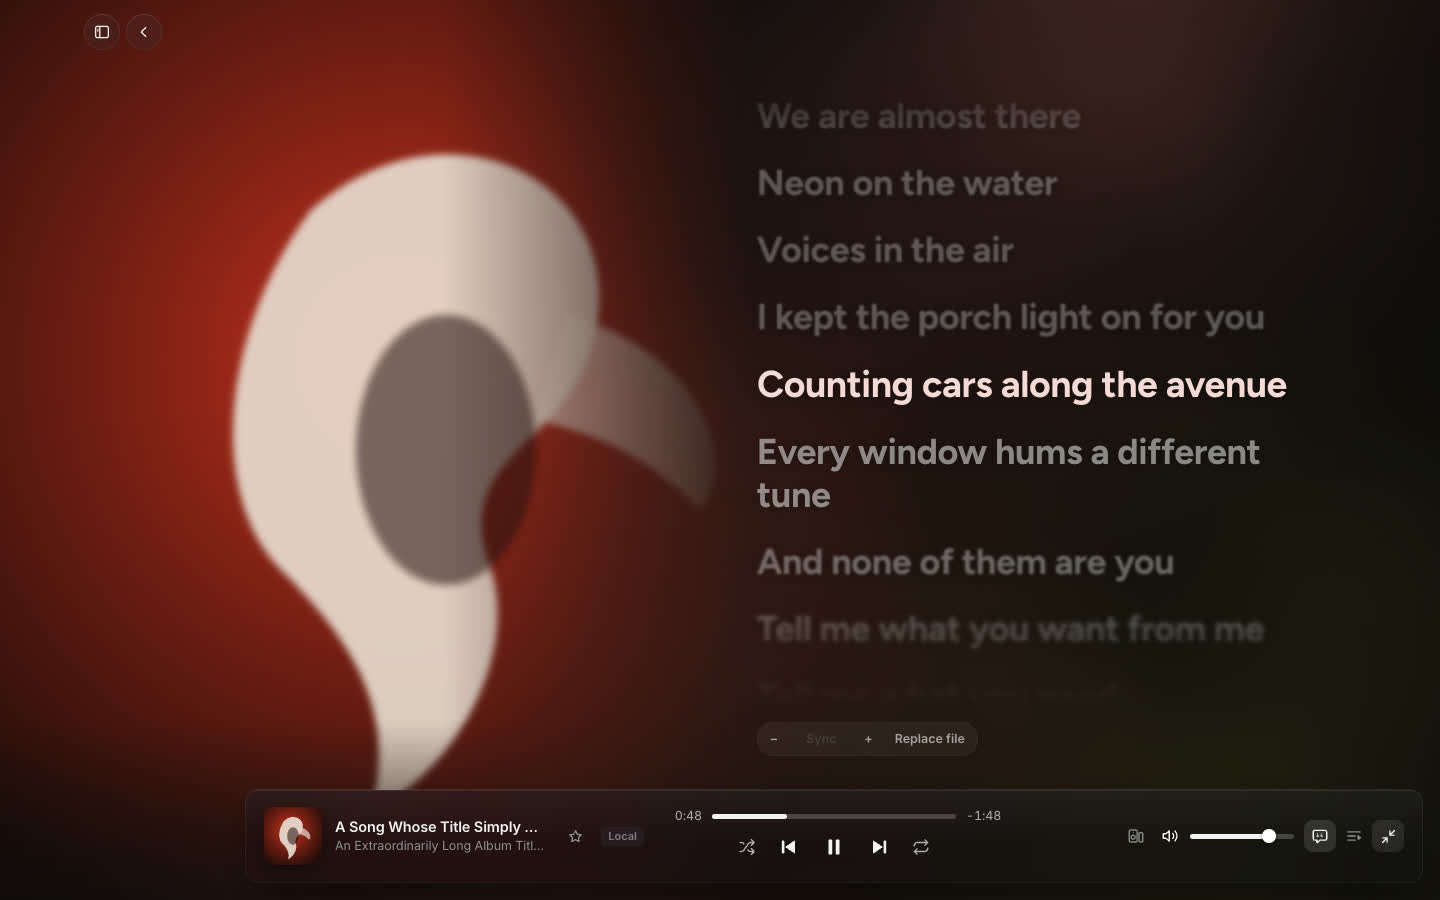 We are almost there
Neon on the water
Voices in the air
I kept the porch light on for you
Counting cars along the avenue
Every window hums a different
tune
And none of them are you
Tell me what you want from me
− Sync + Replace file
A Song Whose Title Simply ...
An Extraordinarily Long Album Titl...
Local
0:48
-1:48